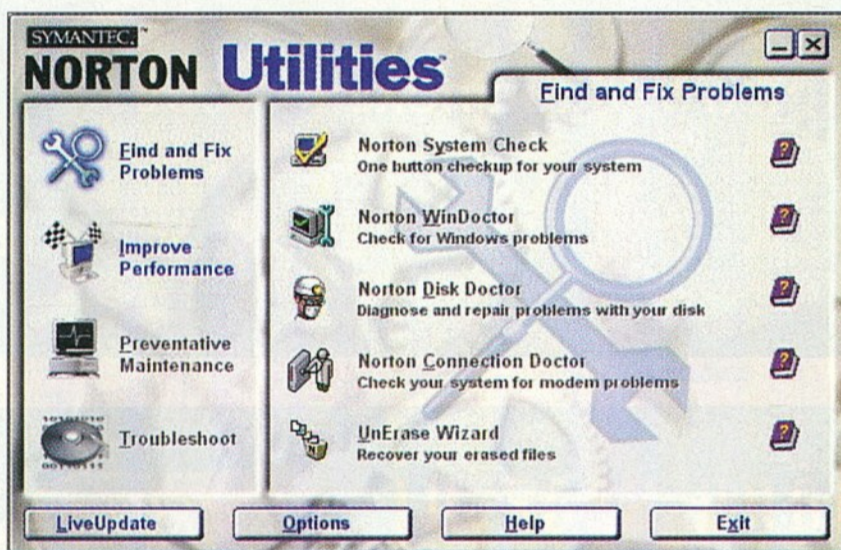 SYMANTEC.™
NORTON Utilities™
Find and Fix Problems
Find and Fix
Problems
Improve
Performance
Preventative
Maintenance
Troubleshoot
Norton System Check
One button checkup for your system
Norton WinDoctor
Check for Windows problems
Norton Disk Doctor
Diagnose and repair problems with your disk
Norton Connection Doctor
Check your system for modem problems
UnErase Wizard
Recover your erased files
LiveUpdate
Options
Help
Exit